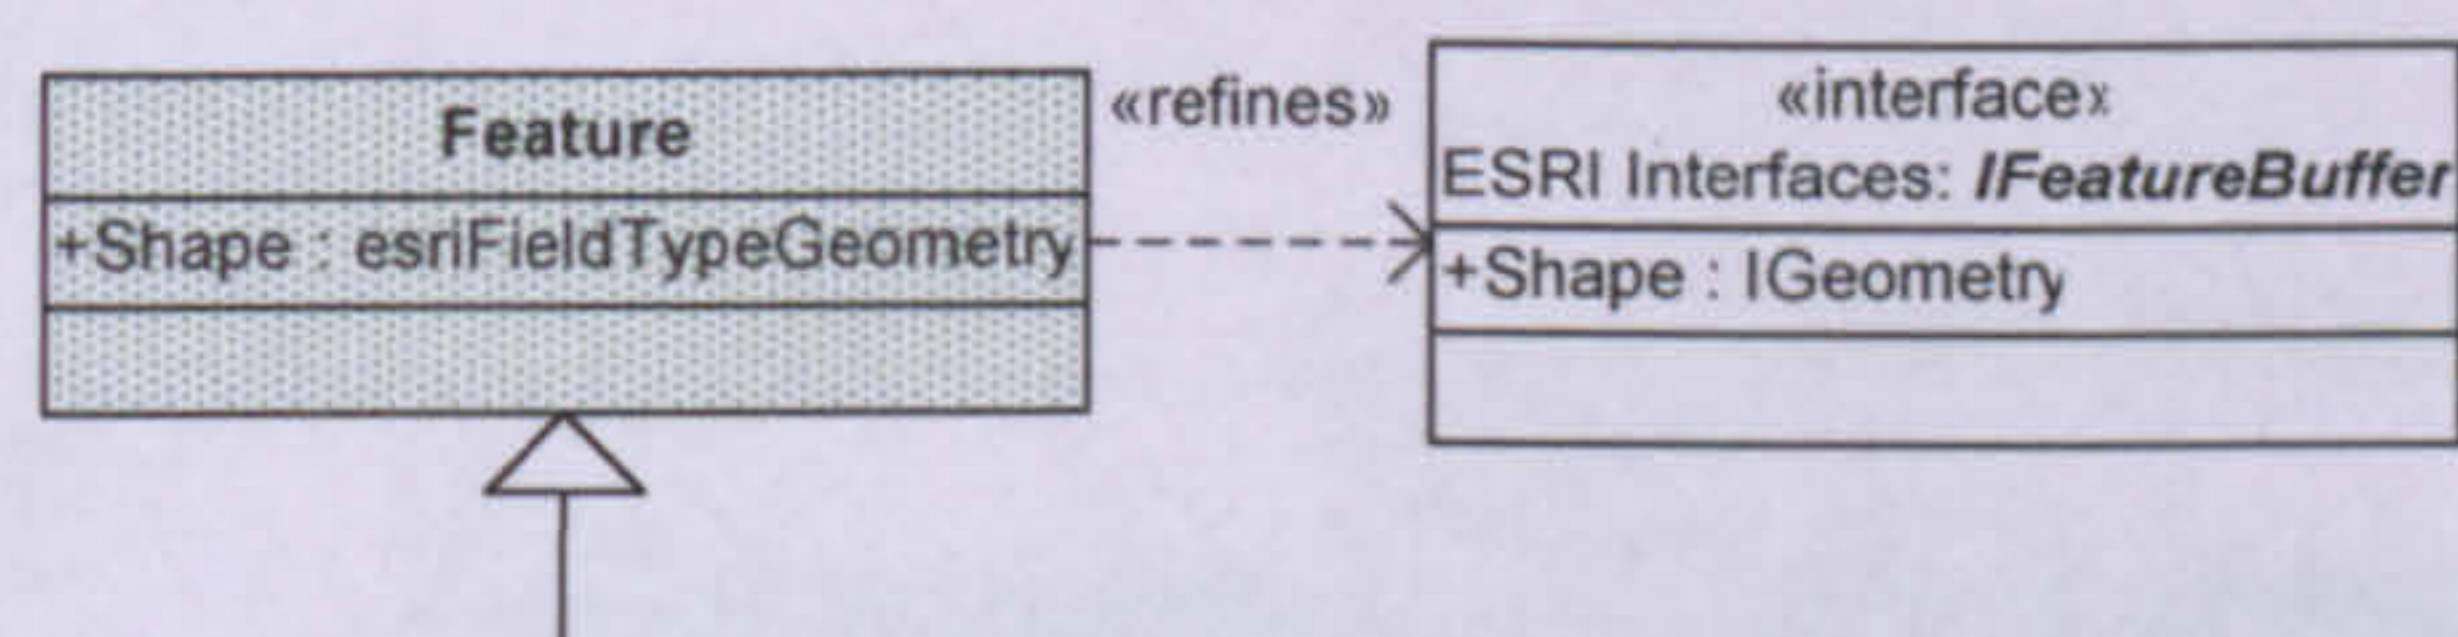 Feature
+Shape : esriFieldTypeGeometry
«refines»
«interface»
ESRI Interfaces: IFeatureBuffer
+Shape : IGeometry